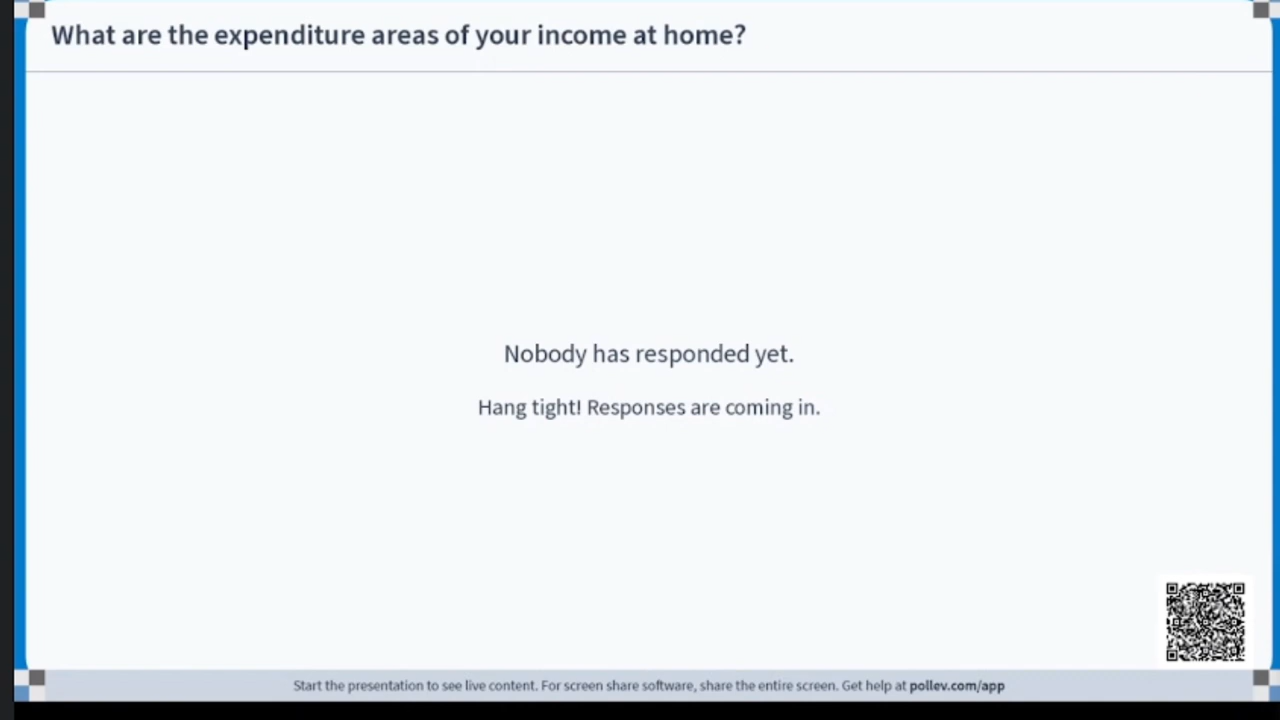 What are the expenditure areas of your income at home?
Nobody has responded yet.
Hang tight! Responses are coming in.
Start the presentation to see live content. For screen share software, share the entire screen. Get help at pollev.com/app